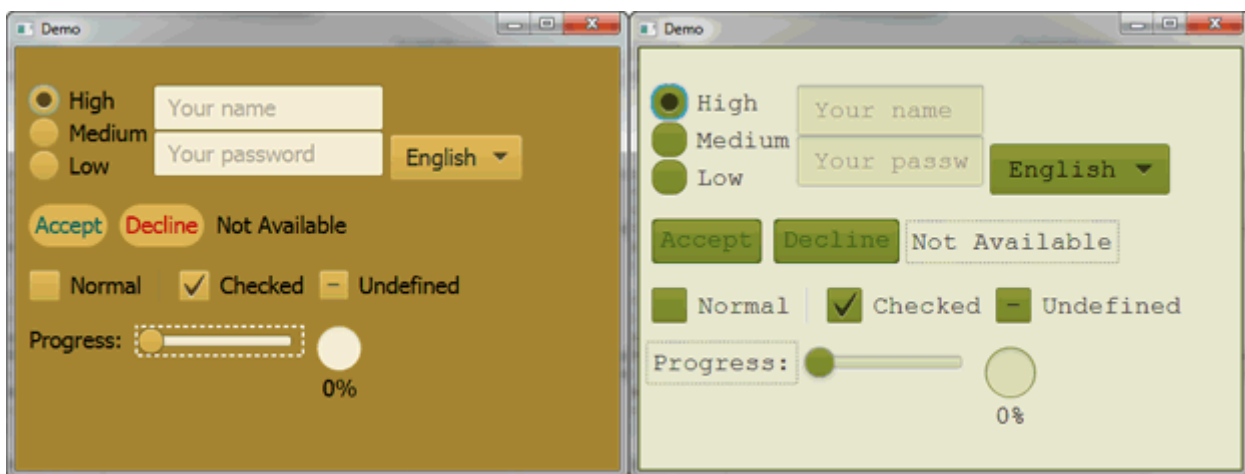 Demo
High
Your name
Medium
Your password
English
Low
Accept Decline Not Available
Normal Checked Undefined
Progress:
0%
Demo
High
Your name
Medium
Your passw
English
Low
Accept Decline Not Available
Normal Checked Undefined
Progress:
0%